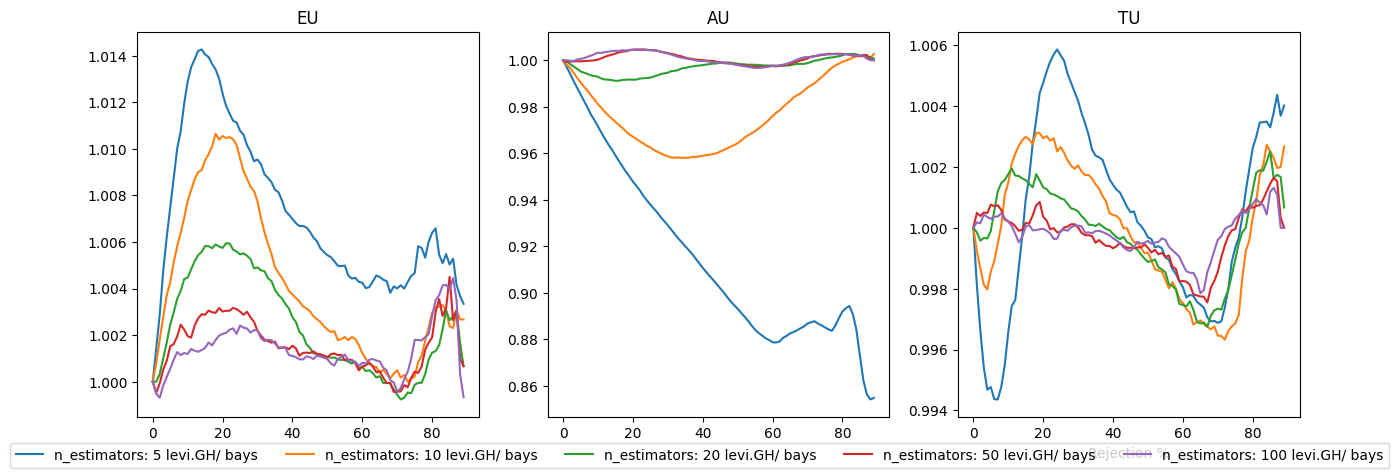 EU
AU
TU
1.014
1.012
1.010
1.008
1.006
1.004
1.002
1.000
0 20 40 60 80
1.00
0.98
0.96
0.94
0.92
0.90
0.88
0.86
0 20 40 60 80
1.006
1.004
1.002
1.000
0.998
0.996
0.994
0 20 40 60 80
Rejection %
n_estimators: 5 levi.GH/ bays
n_estimators: 10 levi.GH/ bays
n_estimators: 20 levi.GH/ bays
n_estimators: 50 levi.GH/ bays
n_estimators: 100 levi.GH/ bays